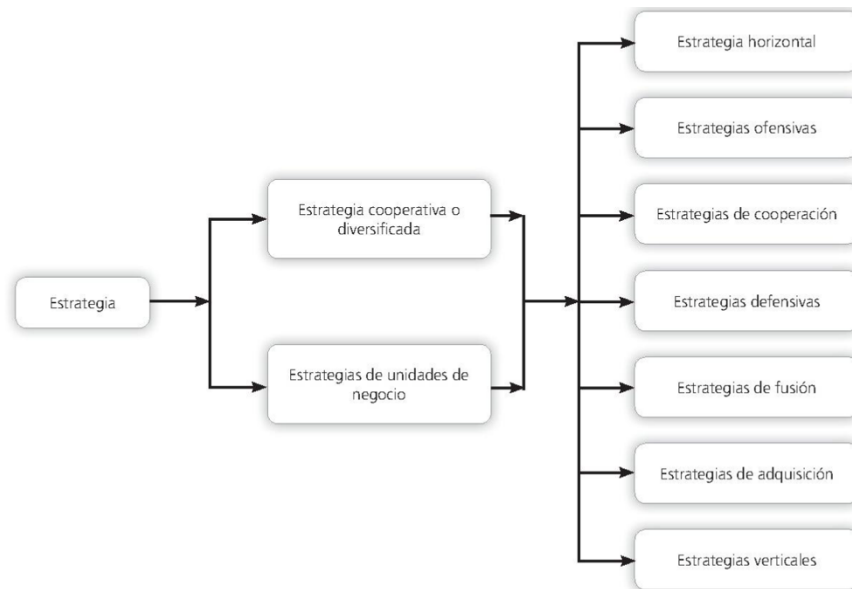 Estrategia
Estrategia cooperativa o
diversificada
Estrategias de unidades de
negocio
Estrategia horizontal
Estrategias ofensivas
Estrategias de cooperación
Estrategias defensivas
Estrategias de fusión
Estrategias de adquisición
Estrategias verticales